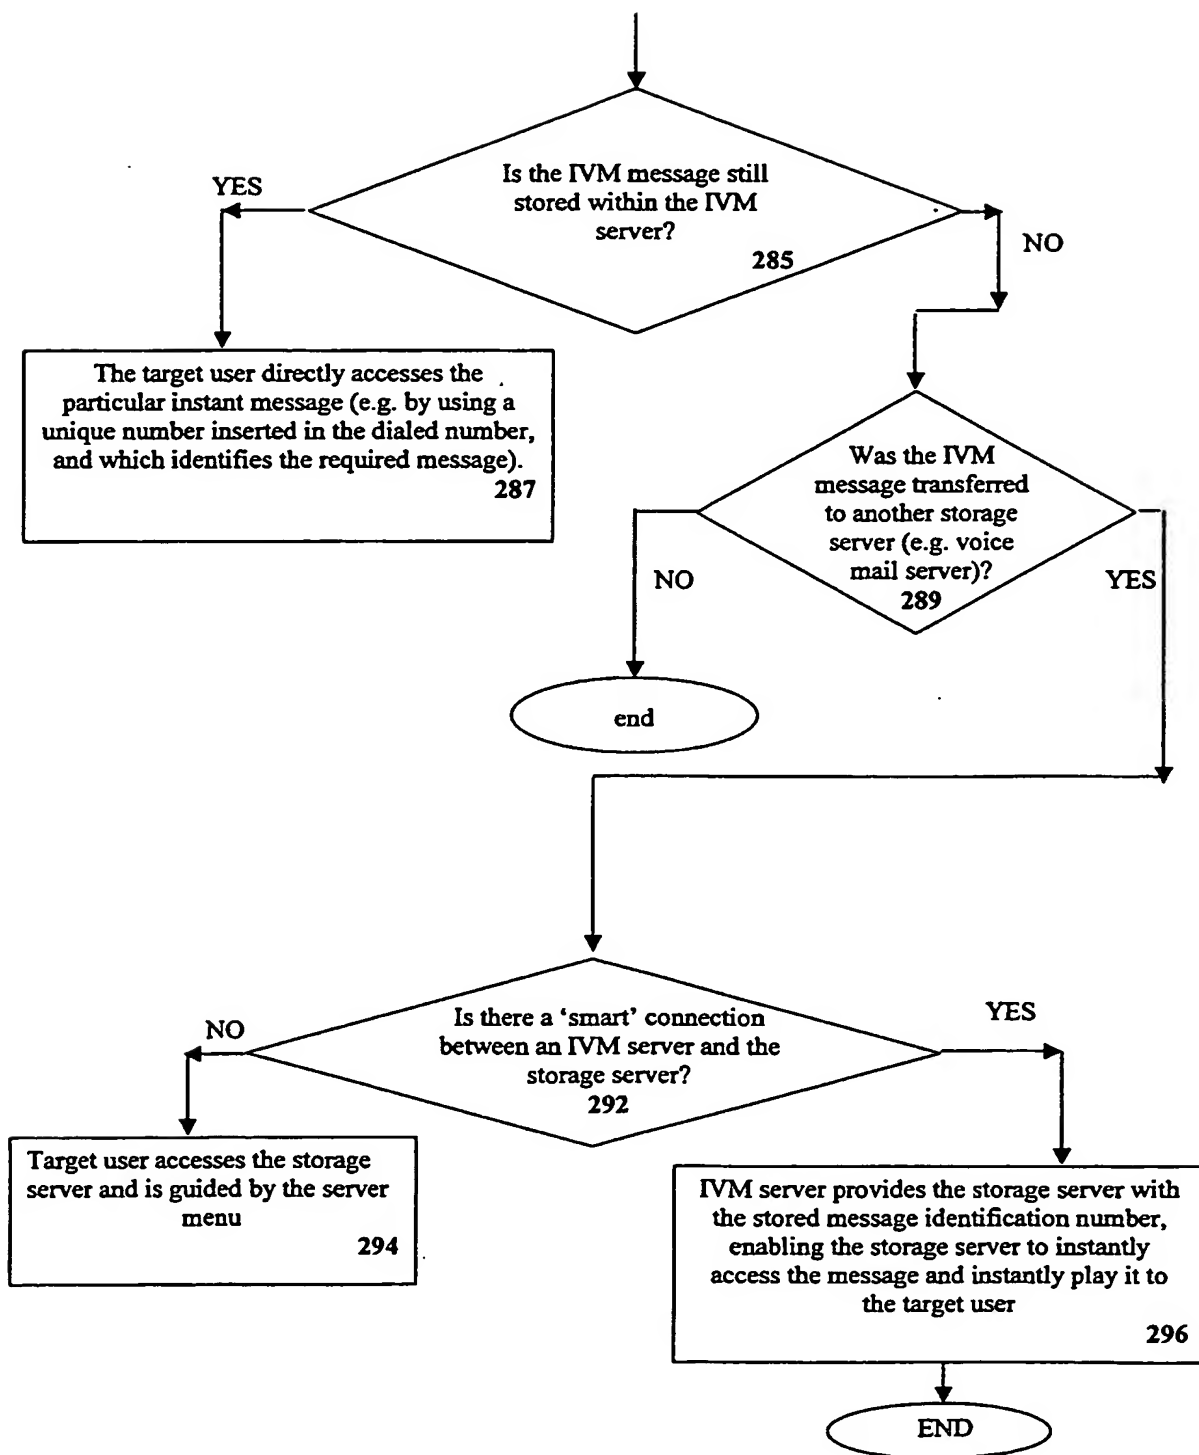 Is the IVM message still
stored within the IVM
server?
285
YES
NO
The target user directly accesses the
particular instant message (e.g. by using a
unique number inserted in the dialed number,
and which identifies the required message).
287
Was the IVM
message transferred
to another storage
server (e.g. voice
mail server)?
289
NO
YES
end
Is there a ‘smart’ connection
between an IVM server and the
storage server?
292
NO
YES
Target user accesses the storage
server and is guided by the server
menu
294
IVM server provides the storage server with
the stored message identification number,
enabling the storage server to instantly
access the message and instantly play it to
the target user
296
END